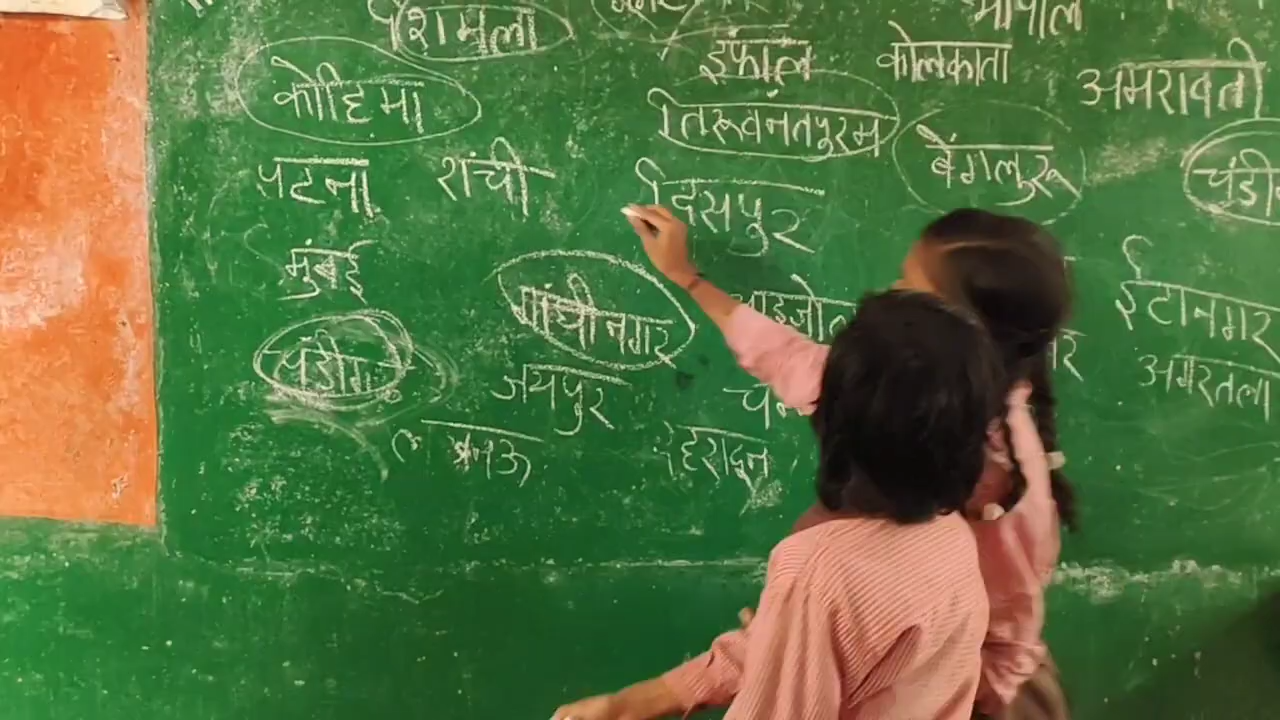 शिमला
भोपाल
इंफाल कोलकाता
कोहिमा अमरावती
तिरूवनंतपुरम
बेंगलुरू
पटना रांची दिसपुर
मुंबई
गांधीनगर ईटानगर
चंडीग
जयपुर अगरतला
देहरादून